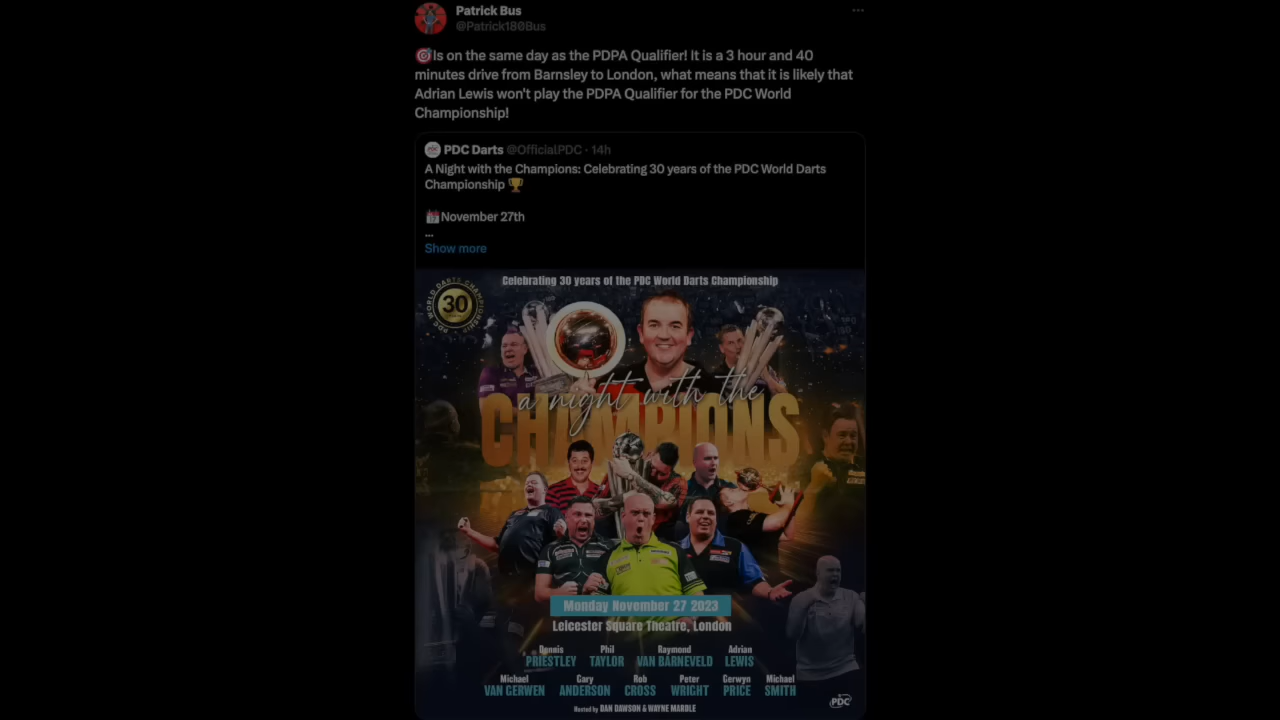 Patrick Bus
@Patrick180Bus
🎯Is on the same day as the PDPA Qualifier! It is a 3 hour and 40
minutes drive from Barnsley to London, what means that it is likely that
Adrian Lewis won't play the PDPA Qualifier for the PDC World
Championship!
PDC Darts @OfficialPDC · 14h
A Night with the Champions: Celebrating 30 years of the PDC World Darts
Championship 🏆
📅November 27th
...
Show more
Celebrating 30 years of the PDC World Darts Championship
PDC WORLD DARTS CHAMPIONSHIP
30
a night with the
CHAMPIONS
Monday November 27 2023
Leicester Square Theatre, London
Dennis PRIESTLEY Phil TAYLOR Raymond VAN BARNEVELD Adrian LEWIS
Michael VAN GERWEN Gary ANDERSON Rob CROSS Peter WRIGHT Gerwyn PRICE Michael SMITH
Hosted by DAN DAWSON & WAYNE MARDLE
PDC